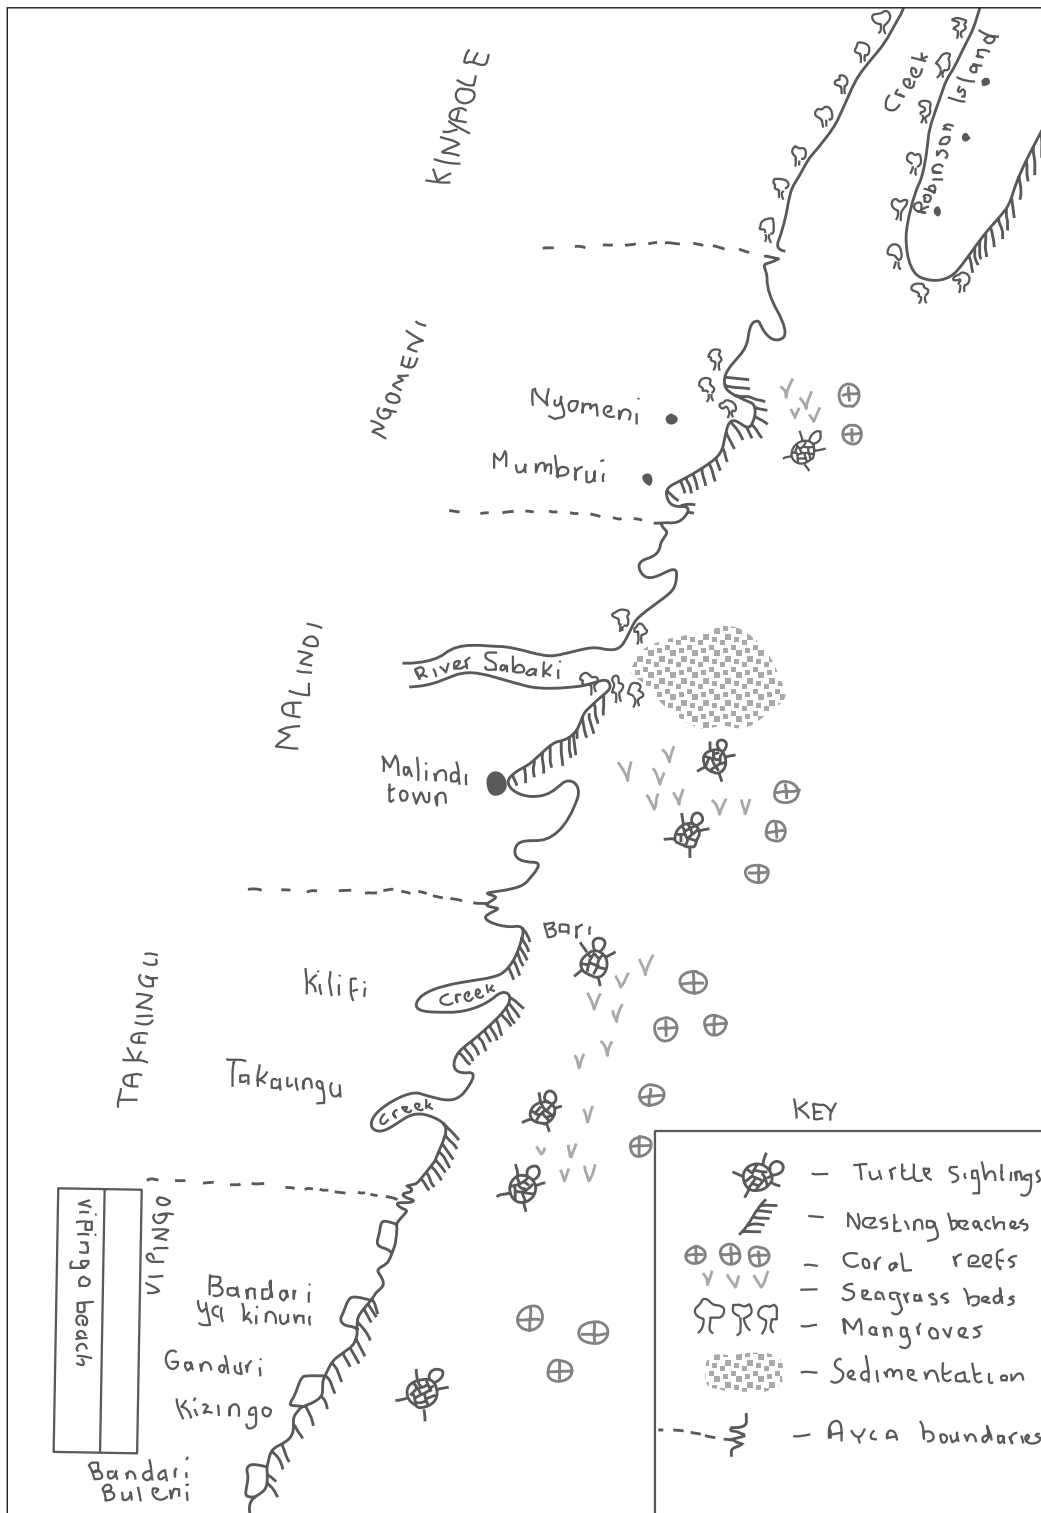 KINYAOLE
Creek
Robinson Island
NGOMENI
Nyomeni
Mumbrui
MALINDI
River Sabaki
Malindi
town
TAKAUNGU
Bari
Kilifi
Creek
Takaungu
Creek
VIPINGO
Vipingo beach
Bandari
ya kinuni
Ganduri
Kizingo
Bandari
Buleni
KEY
– Turtle sightings
– Nesting beaches
– Coral reefs
– Seagrass beds
– Mangroves
– Sedimentation
– Ayca boundaries